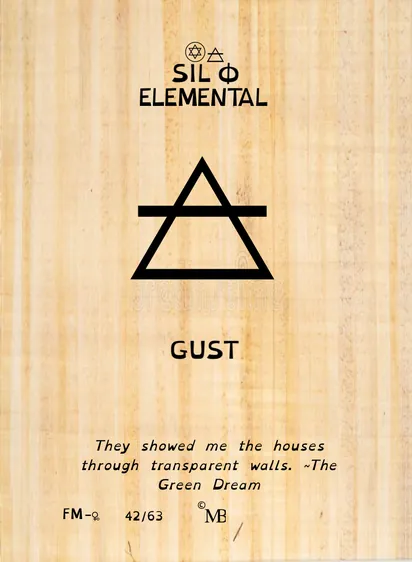 SIL Φ
ELEMENTAL
GUST
They showed me the houses
through transparent walls. ~The
Green Dream
FM-♀ 42/63 © MB